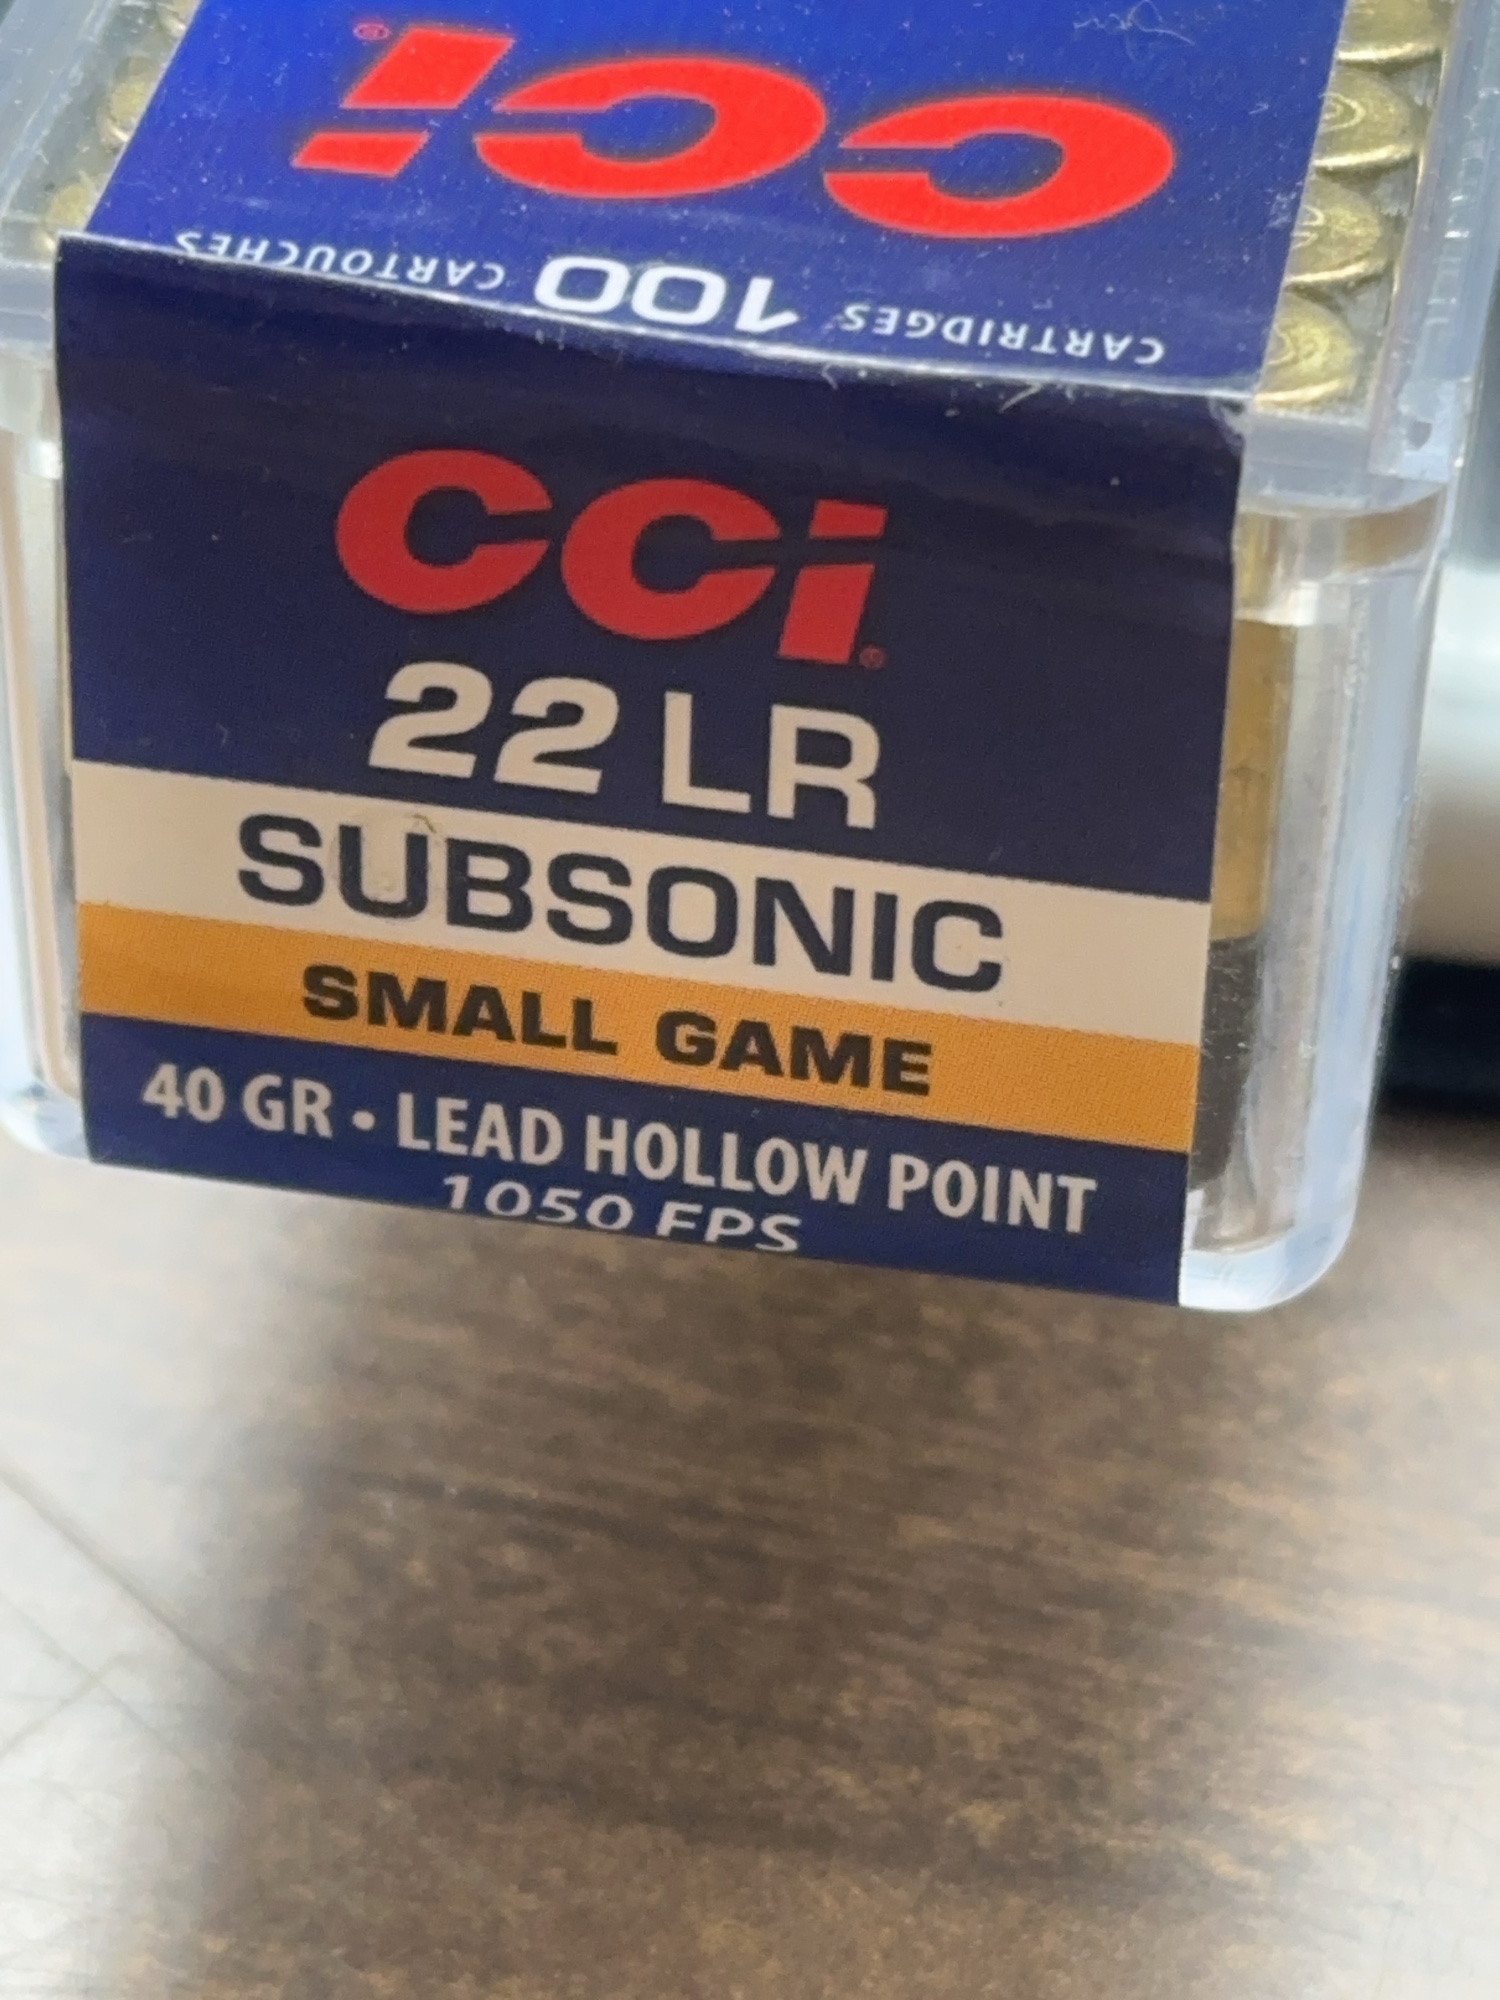 CCI®
CARTRIDGES 100 CARTOUCHES
CCI®
22 LR
SUBSONIC
SMALL GAME
40 GR • LEAD HOLLOW POINT
1050 FPS